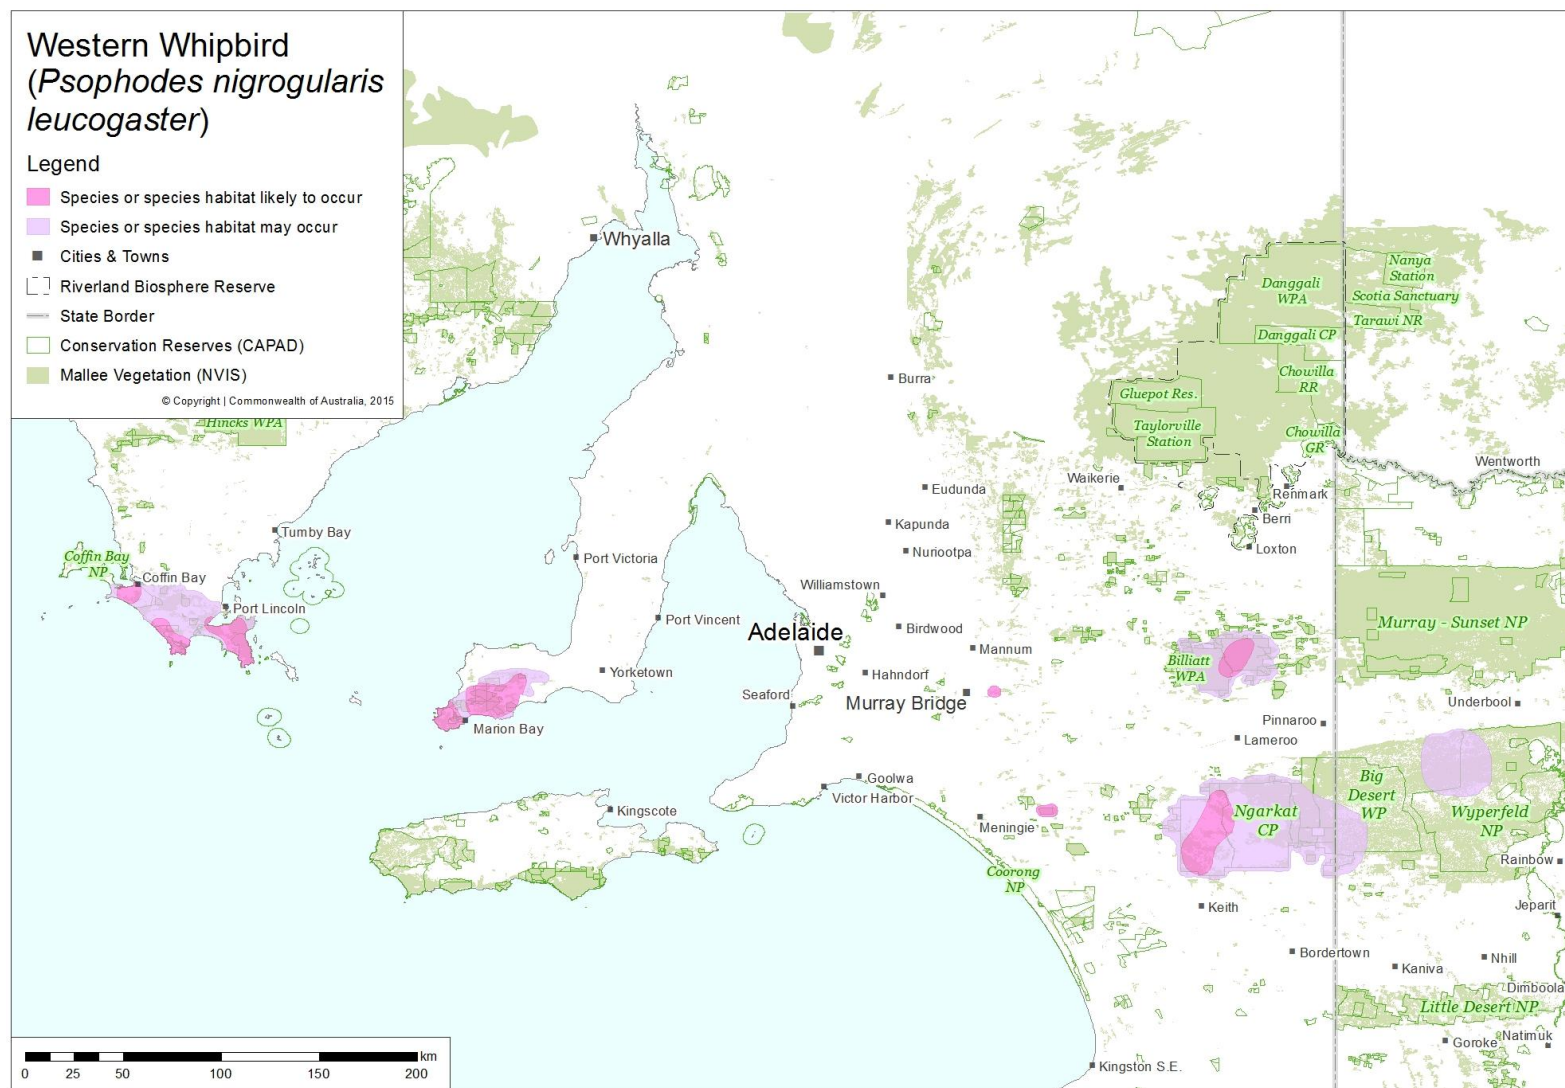 Western Whipbird
(Psophodes nigrogularis
leucogaster)
Legend
Species or species habitat likely to occur
Species or species habitat may occur
Cities & Towns
Riverland Biosphere Reserve
State Border
Conservation Reserves (CAPAD)
Mallee Vegetation (NVIS)
© Copyright | Commonwealth of Australia, 2015
Hincks WPA
Whyalla
Nanya
Station
Danggali
WPA
Scotia Sanctuary
Tarawi NR
Danggali CP
Burra
Chowilla
RR
Gluepot Res.
Taylorville
Station
Chowilla
GR
Wentworth
Waikerie
Eudunda
Renmark
Berri
Kapunda
Tumby Bay
Nuriootpa
Loxton
Coffin Bay
NP
Coffin Bay
Port Victoria
Williamstown
Port Lincoln
Port Vincent
Adelaide
Birdwood
Murray - Sunset NP
Mannum
Billiatt
WPA
Yorketown
Hahndorf
Seaford
Murray Bridge
Underbool
Marion Bay
Pinnaroo
Lameroo
Goolwa
Victor Harbor
Big
Desert
WP
Kingscote
Meningie
Ngarkat
CP
Wyperfeld
NP
Rainbow
Coorong
NP
Keith
Jeparit
Bordertown
Kaniva
Nhill
Dimboola
Little Desert NP
Goroke
Natimuk
Kingston S.E.
km
0 25 50 100 150 200